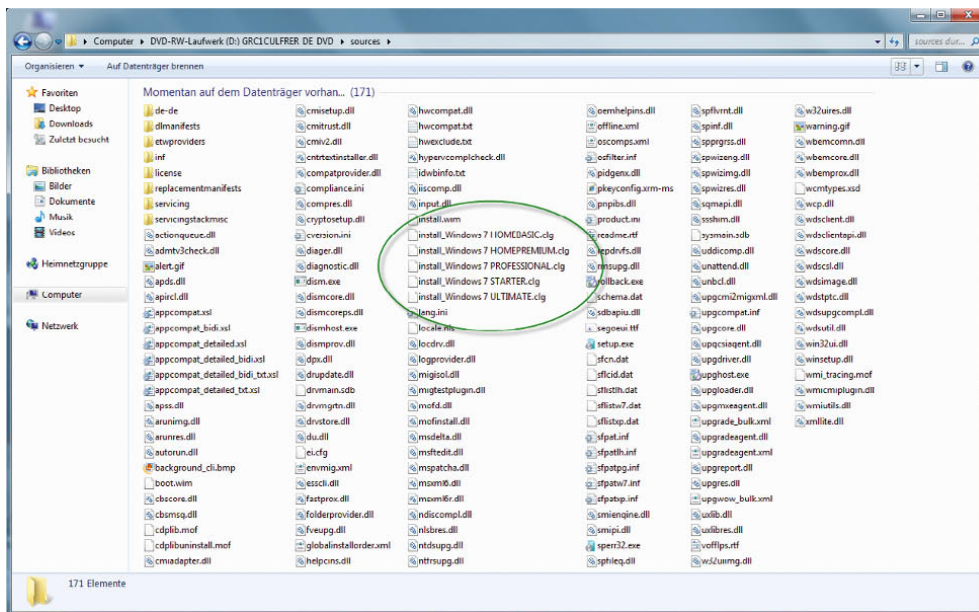 Computer ▸ DVD-RW-Laufwerk (D:) GRC1CULFRER DE DVD ▸ sources ▸
sources dur...
Organisieren
Auf Datenträger brennen
Favoriten
Desktop
Downloads
Zuletzt besucht
Bibliotheken
Bilder
Dokumente
Musik
Videos
Heimnetzgruppe
Computer
Netzwerk
Momentan auf dem Datenträger vorhan... (171)
de-de
dlmanifests
etwproviders
inf
license
replacementmanifests
servicing
servicingstackmisc
actionqueue.dll
admtv3check.dll
alert.gif
apds.dll
apircl.dll
appcompat.xsl
appcompat_bidi.xsl
appcompat_detailed.xsl
appcompat_detailed_bidi.xsl
appcompat_detailed_bidi_txt.xsl
appcompat_detailed_txt.xsl
apss.dll
arunimg.dll
arunres.dll
autorun.dll
background_cli.bmp
boot.wim
cbscore.dll
cbsmsg.dll
cdplib.mof
cdplibuninstall.mof
cmiadapter.dll
cmisetup.dll
cmitrust.dll
cmiv2.dll
cntrtextinstaller.dll
compatprovider.dll
compliance.ini
compres.dll
cryptosetup.dll
cversion.ini
diager.dll
diagnostic.dll
dism.exe
dismcore.dll
dismcoreps.dll
dismhost.exe
dismprov.dll
dpx.dll
drupdate.dll
drvmain.sdb
drvmgrtn.dll
drvstore.dll
du.dll
ei.cfg
envmig.xml
esscli.dll
fastprox.dll
folderprovider.dll
fveupg.dll
globalinstallorder.xml
helpcins.dll
hwcompat.dll
hwcompat.txt
hwexclude.txt
hypervcomplcheck.dll
idwbinfo.txt
iiscomp.dll
input.dll
install.wim
install_Windows 7 HOMEBASIC.clg
install_Windows 7 HOMEPREMIUM.clg
install_Windows 7 PROFESSIONAL.clg
install_Windows 7 STARTER.clg
install_Windows 7 ULTIMATE.clg
lang.ini
locale.nls
locdrv.dll
logprovider.dll
migisol.dll
migtestplugin.dll
mofd.dll
mofinstall.dll
msdelta.dll
msftedit.dll
mspatcha.dll
msxml6.dll
msxml6r.dll
ndiscompl.dll
nlsbres.dll
ntdsupg.dll
ntfrsupg.dll
oemhelpins.dll
offline.xml
oscomps.xml
osfilter.inf
pidgenx.dll
pkeyconfig.xrm-ms
pnpibs.dll
product.ini
readme.rtf
repdrvfs.dll
rmsupg.dll
rollback.exe
schema.dat
sdbapiu.dll
segoeui.ttf
setup.exe
sfcn.dat
sflcid.dat
sflistlh.dat
sflistw7.dat
sflistxp.dat
sfpat.inf
sfpatlh.inf
sfpatpg.inf
sfpatw7.inf
sfpatxp.inf
smiengine.dll
smipi.dll
sperr32.exe
sphleq.dll
spflvrnt.dll
spinf.dll
sppgrss.dll
spwizeng.dll
spwizimg.dll
spwizres.dll
sqmapi.dll
ssshim.dll
sysmain.sdb
uddicomp.dll
unattend.dll
unbcl.dll
upgcmi2migxml.dll
upgcompat.inf
upgcore.dll
upgcsiagent.dll
upgdriver.dll
upghost.exe
upgloader.dll
upgmxeagent.dll
upgrade_bulk.xml
upgradeagent.dll
upgradeagent.xml
upgreport.dll
upgres.dll
upgwow_bulk.xml
uxlib.dll
uxlibres.dll
vofflps.rtf
w32uiimg.dll
w32uires.dll
warning.gif
wbemcomn.dll
wbemcore.dll
wbemprox.dll
wcmtypes.xsd
wcp.dll
wdsclient.dll
wdsclientapi.dll
wdscore.dll
wdscsl.dll
wdsimage.dll
wdstptc.dll
wdsupgcompl.dll
wdsutil.dll
win32ui.dll
winsetup.dll
wmi_tracing.mof
wmicmiplugin.dll
wmiutils.dll
xmllite.dll
171 Elemente